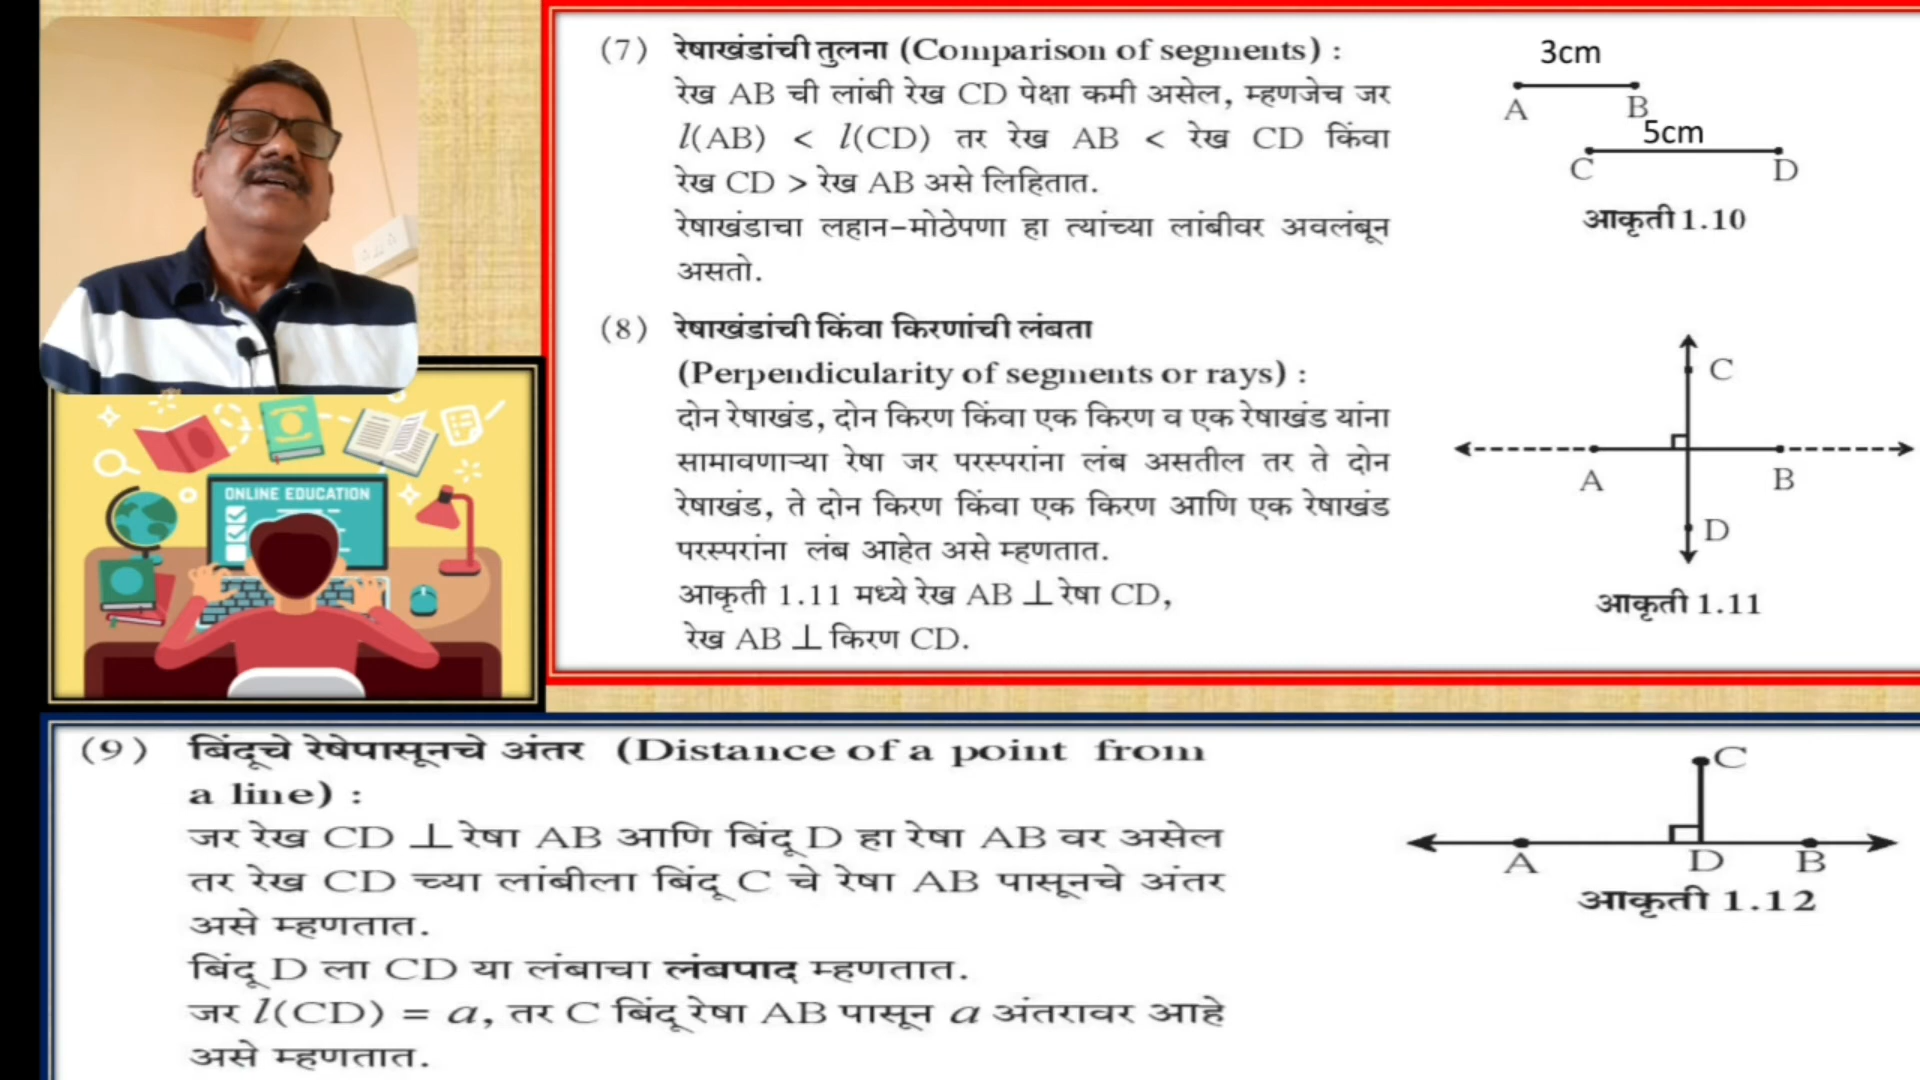 (7) रेषाखंडांची तुलना (Comparison of segments) :
रेख AB ची लांबी रेख CD पेक्षा कमी असेल, म्हणजेच जर
l(AB) < l(CD) तर रेख AB < रेख CD किंवा
रेख CD > रेख AB असे लिहितात.
रेषाखंडाचा लहान-मोठेपणा हा त्यांच्या लांबीवर अवलंबून
असतो.
3cm
A B
5cm
C D
आकृती 1.10
(8) रेषाखंडांची किंवा किरणांची लंबता
(Perpendicularity of segments or rays) :
दोन रेषाखंड, दोन किरण किंवा एक किरण व एक रेषाखंड यांना
सामावणाऱ्या रेषा जर परस्परांना लंब असतील तर ते दोन
रेषाखंड, ते दोन किरण किंवा एक किरण आणि एक रेषाखंड
परस्परांना लंब आहेत असे म्हणतात.
आकृती 1.11 मध्ये रेख AB ⊥ रेषा CD,
रेख AB ⊥ किरण CD.
C
A B
D
आकृती 1.11
ONLINE EDUCATION
(9) बिंदूचे रेषेपासूनचे अंतर (Distance of a point from
a line) :
जर रेख CD ⊥ रेषा AB आणि बिंदू D हा रेषा AB वर असेल
तर रेख CD च्या लांबीला बिंदू C चे रेषा AB पासूनचे अंतर
असे म्हणतात.
बिंदू D ला CD या लंबाचा लंबपाद म्हणतात.
जर l(CD) = a, तर C बिंदू रेषा AB पासून a अंतरावर आहे
असे म्हणतात.
C
A D B
आकृती 1.12